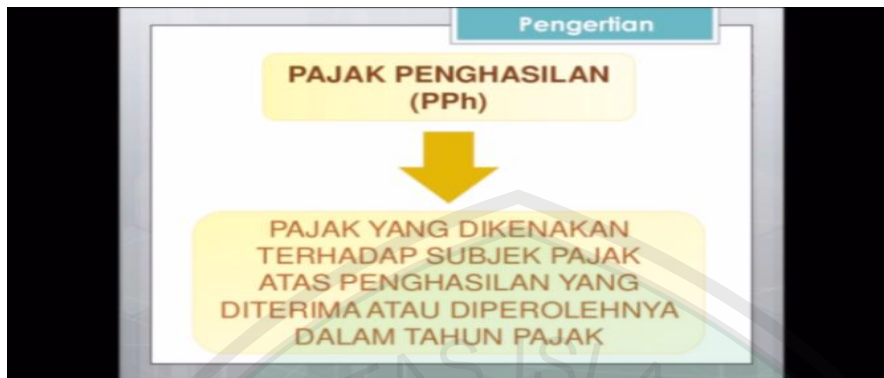 Pengertian
PAJAK PENGHASILAN
(PPh)
PAJAK YANG DIKENAKAN
TERHADAP SUBJEK PAJAK
ATAS PENGHASILAN YANG
DITERIMA ATAU DIPEROLEHNYA
DALAM TAHUN PAJAK